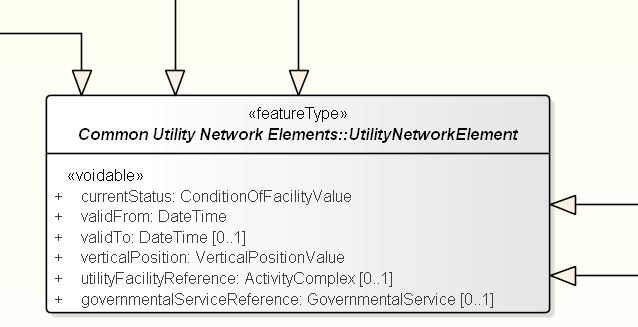 «featureType»
Common Utility Network Elements::UtilityNetworkElement
«voidable»
+ currentStatus: ConditionOfFacilityValue
+ validFrom: DateTime
+ validTo: DateTime [0..1]
+ verticalPosition: VerticalPositionValue
+ utilityFacilityReference: ActivityComplex [0..1]
+ governmentalServiceReference: GovernmentalService [0..1]